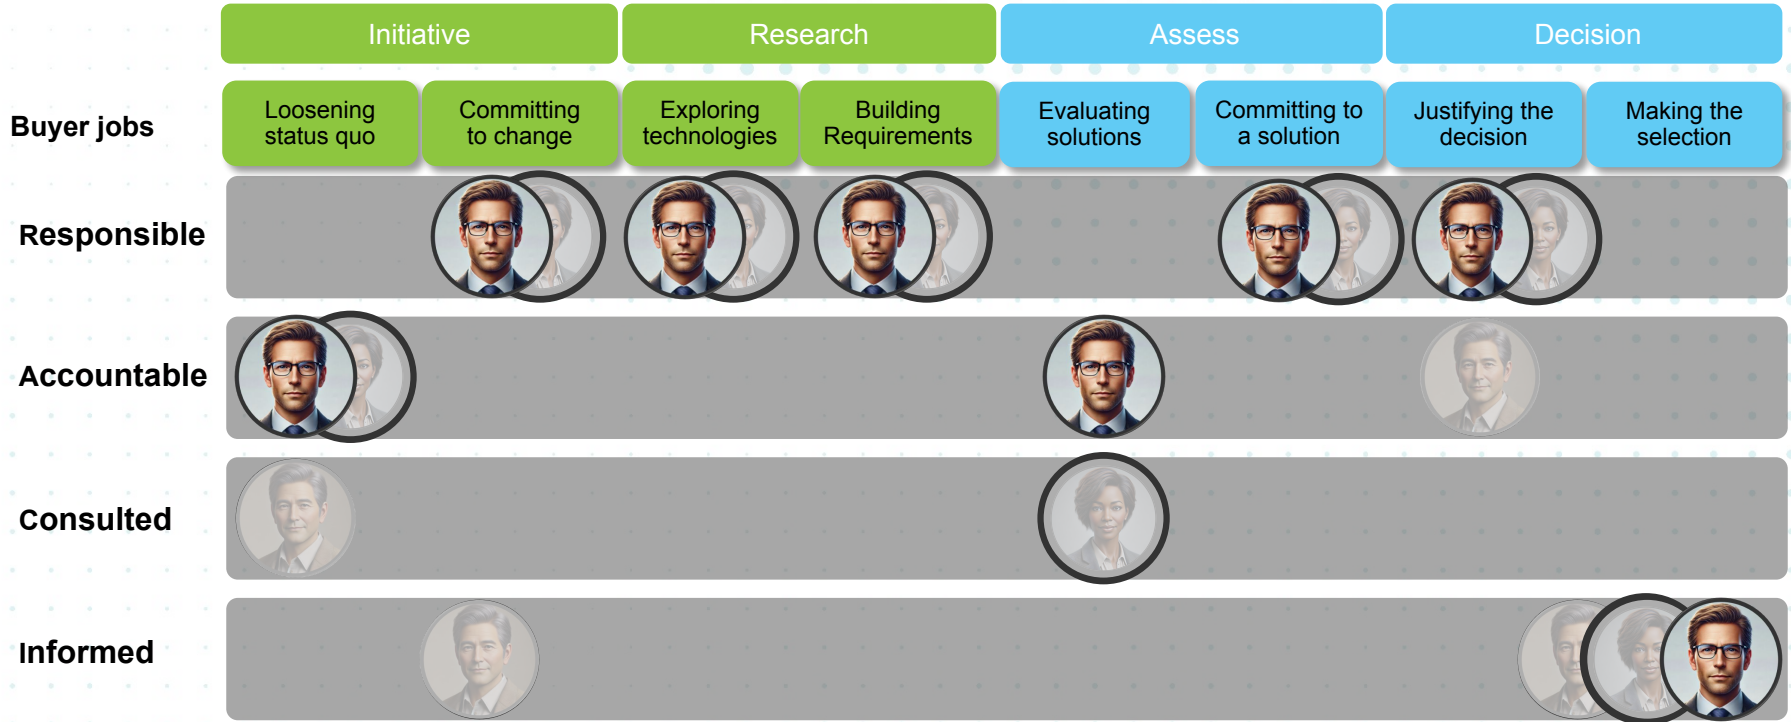 Initiative
Research
Assess
Decision
Buyer jobs
Loosening
status quo
Committing
to change
Exploring
technologies
Building
Requirements
Evaluating
solutions
Committing to
a solution
Justifying the
decision
Making the
selection
Responsible
Accountable
Consulted
Informed